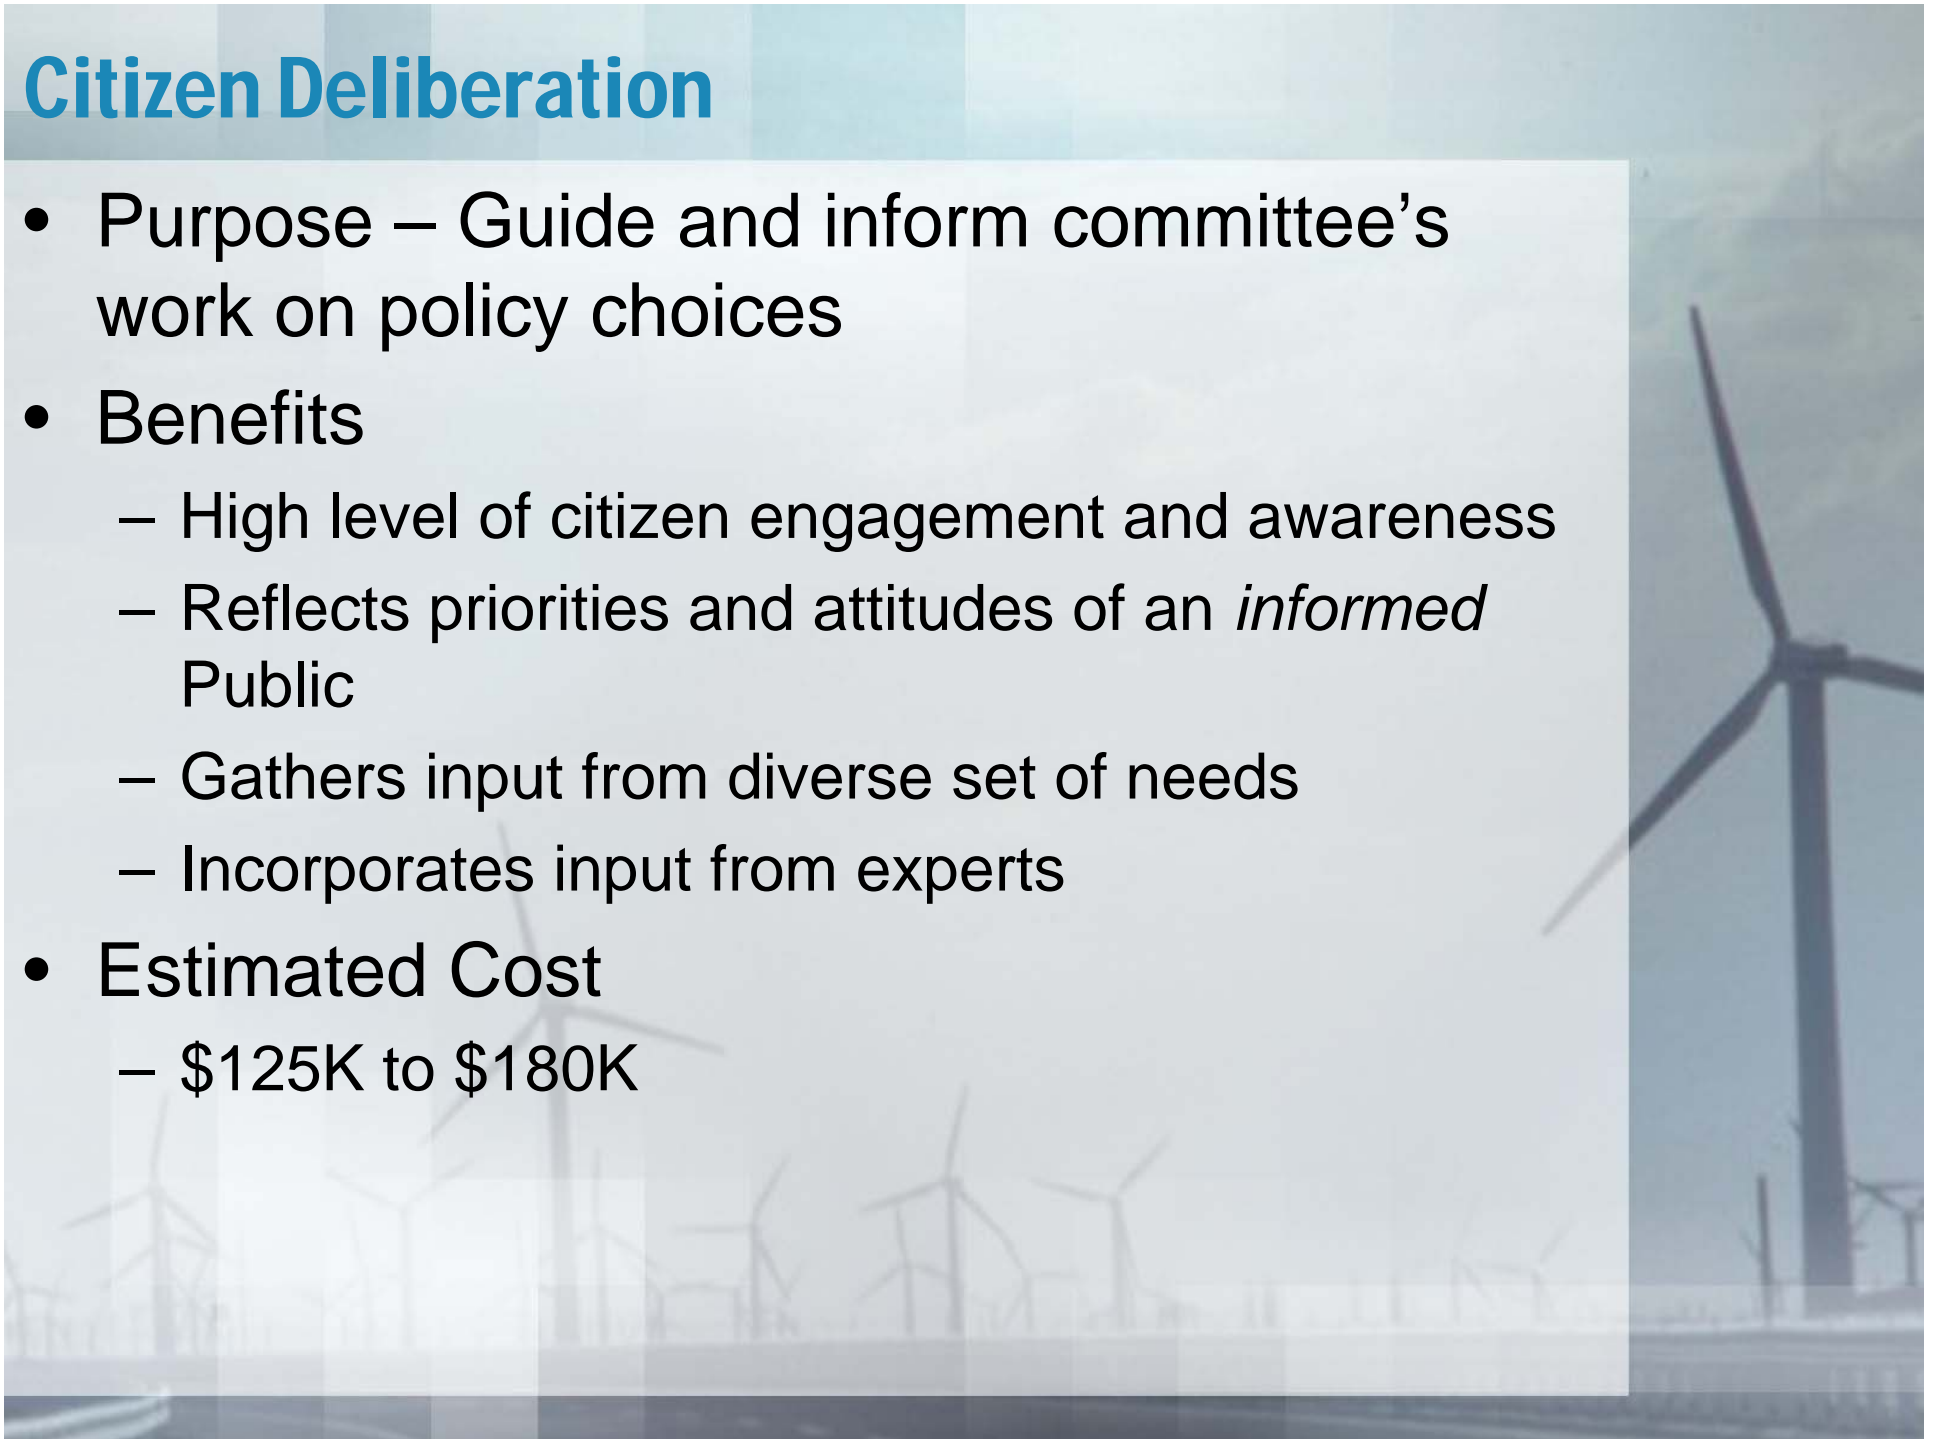 Citizen Deliberation
• Purpose – Guide and inform committee’s
work on policy choices
• Benefits
– High level of citizen engagement and awareness
– Reflects priorities and attitudes of an informed
Public
– Gathers input from diverse set of needs
– Incorporates input from experts
• Estimated Cost
– $125K to $180K